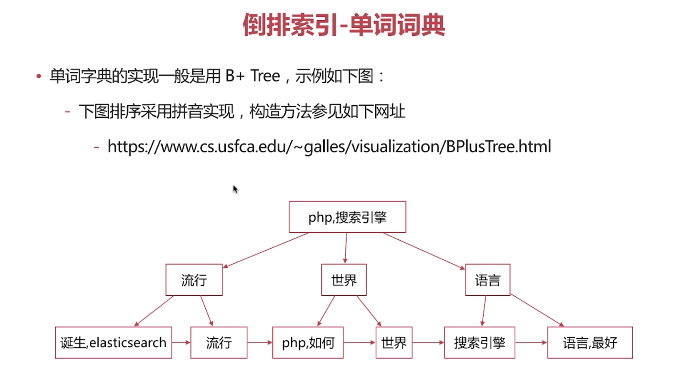 倒排索引-单词词典
• 单词字典的实现一般是用 B+ Tree，示例如下图：
- 下图排序采用拼音实现，构造方法参见如下网址
- https://www.cs.usfca.edu/~galles/visualization/BPlusTree.html
php,搜索引擎
流行
世界
语言
诞生,elasticsearch
流行
php,如何
世界
搜索引擎
语言,最好